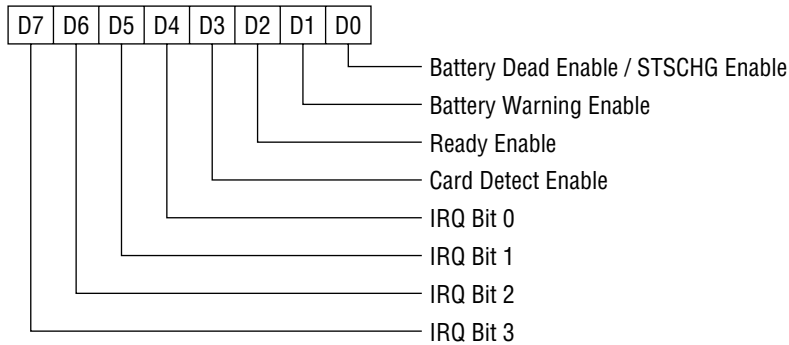 D7 D6 D5 D4 D3 D2 D1 D0
Battery Dead Enable / STSCHG Enable
Battery Warning Enable
Ready Enable
Card Detect Enable
IRQ Bit 0
IRQ Bit 1
IRQ Bit 2
IRQ Bit 3